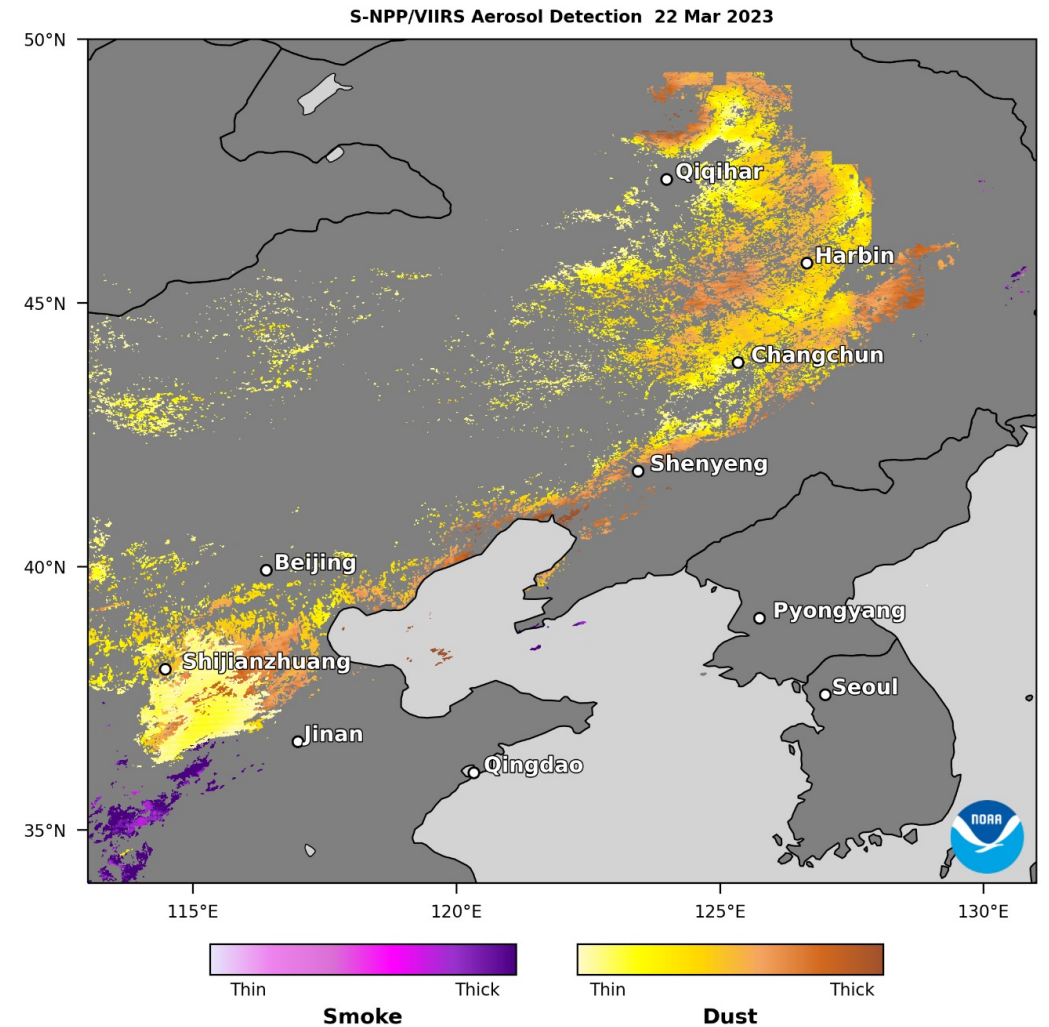 S-NPP/VIIRS Aerosol Detection 22 Mar 2023
50°N
Qiqihar
Harbin
45°N
Changchun
Shenyeng
Beijing
40°N
Pyongyang
Shijianzhuang
Seoul
Jinan
Qingdao
NOAA
35°N
115°E
120°E
125°E
130°E
Thin
Thick
Thin
Thick
Smoke
Dust